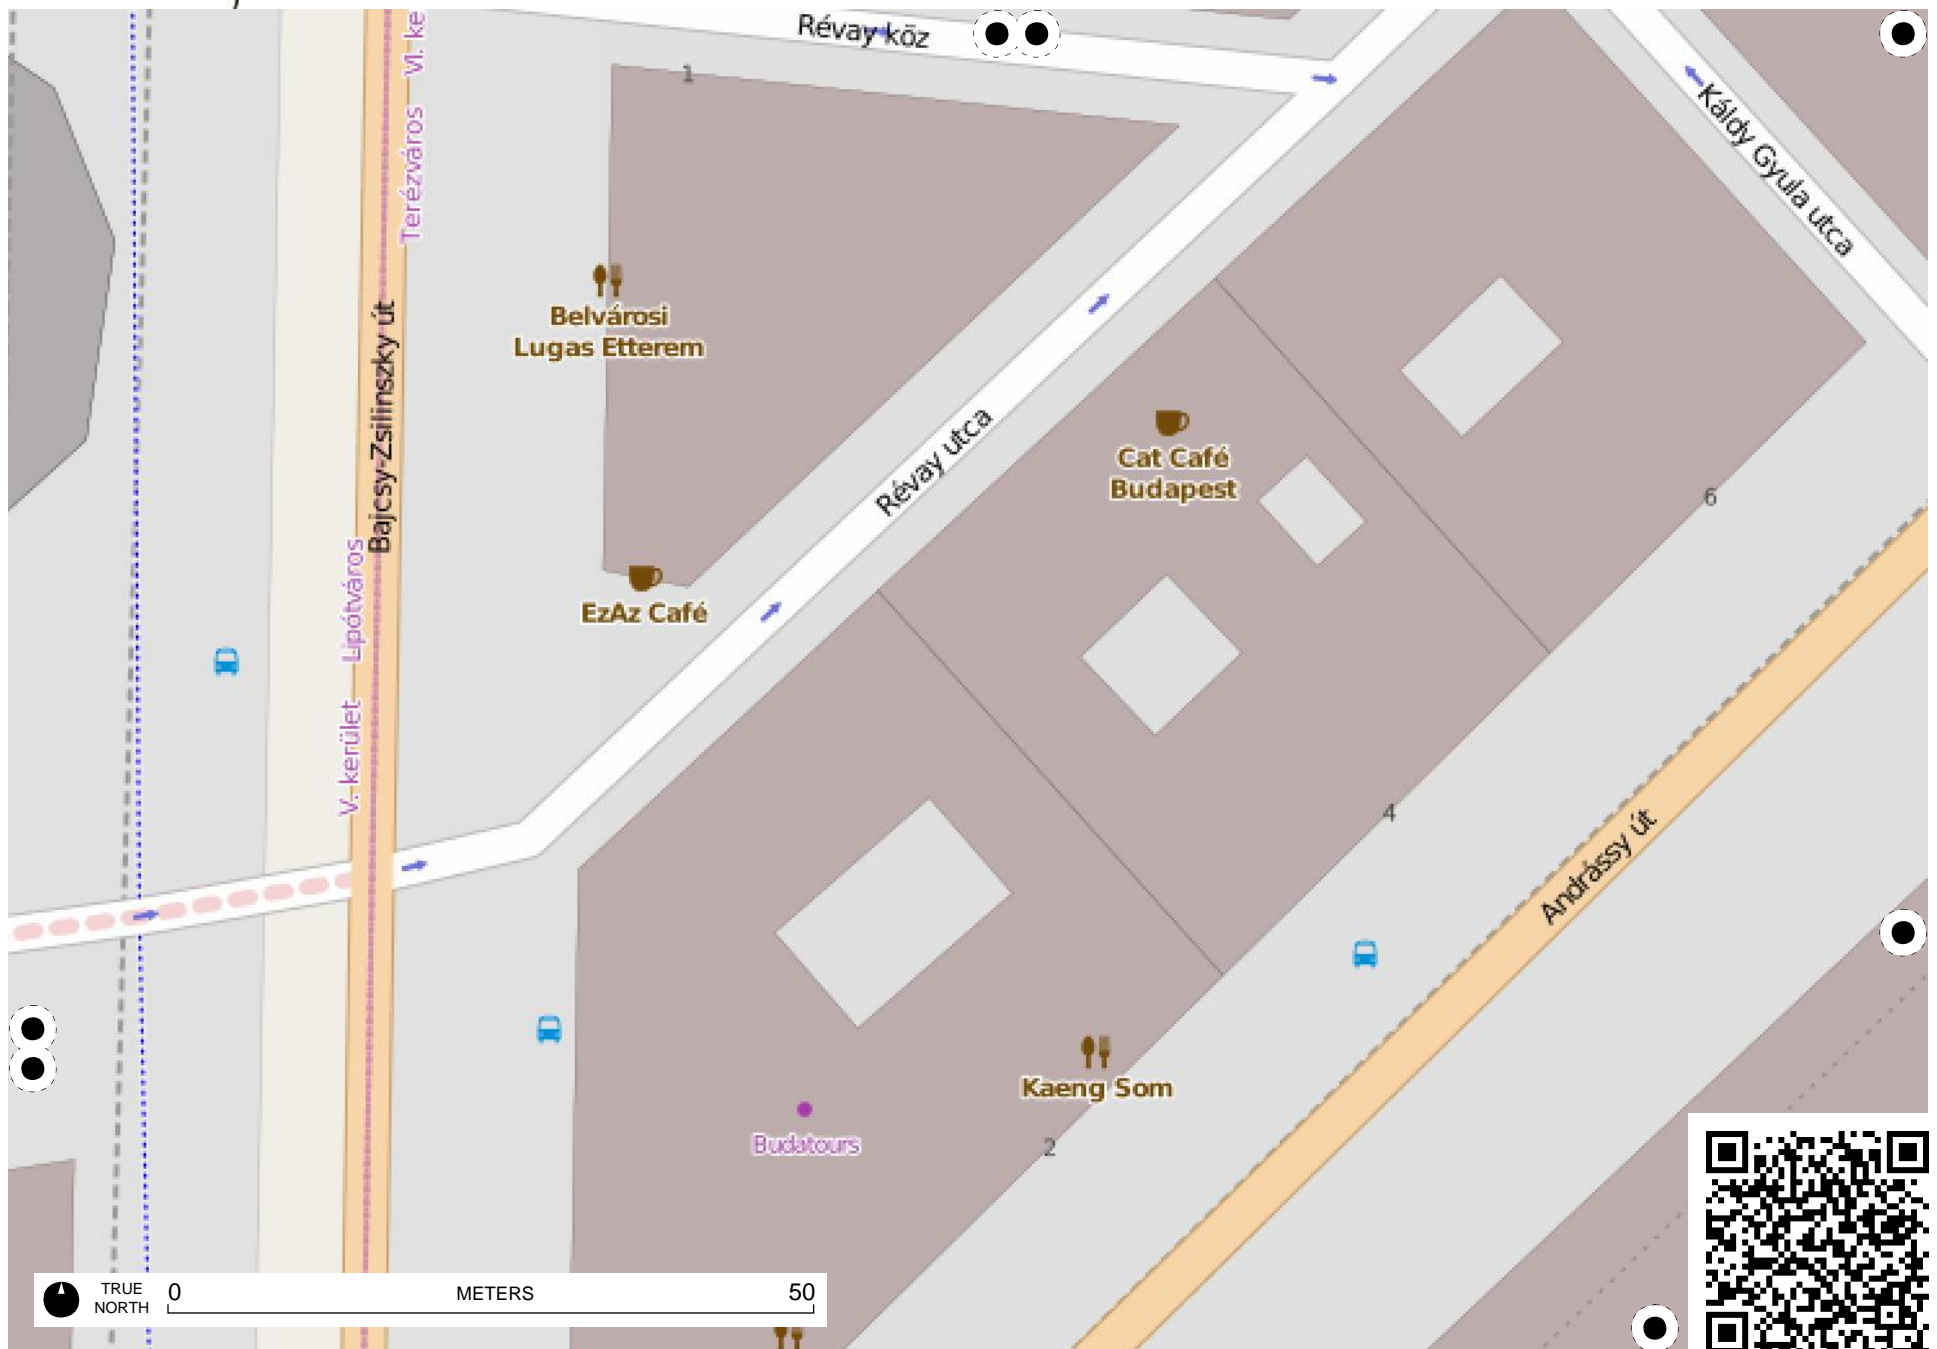 Révay köz
VI. ke
Terézváros
1
Káldy Gyula utca
Belvárosi
Lugas Etterem
Bajcsy-Zsilinszky út
Révay utca
Cat Café
Budapest
6
EzAz Café
Lipótváros
V. kerület
4
Andrássy út
Kaeng Som
Budatours
2
TRUE
NORTH
0
METERS
50